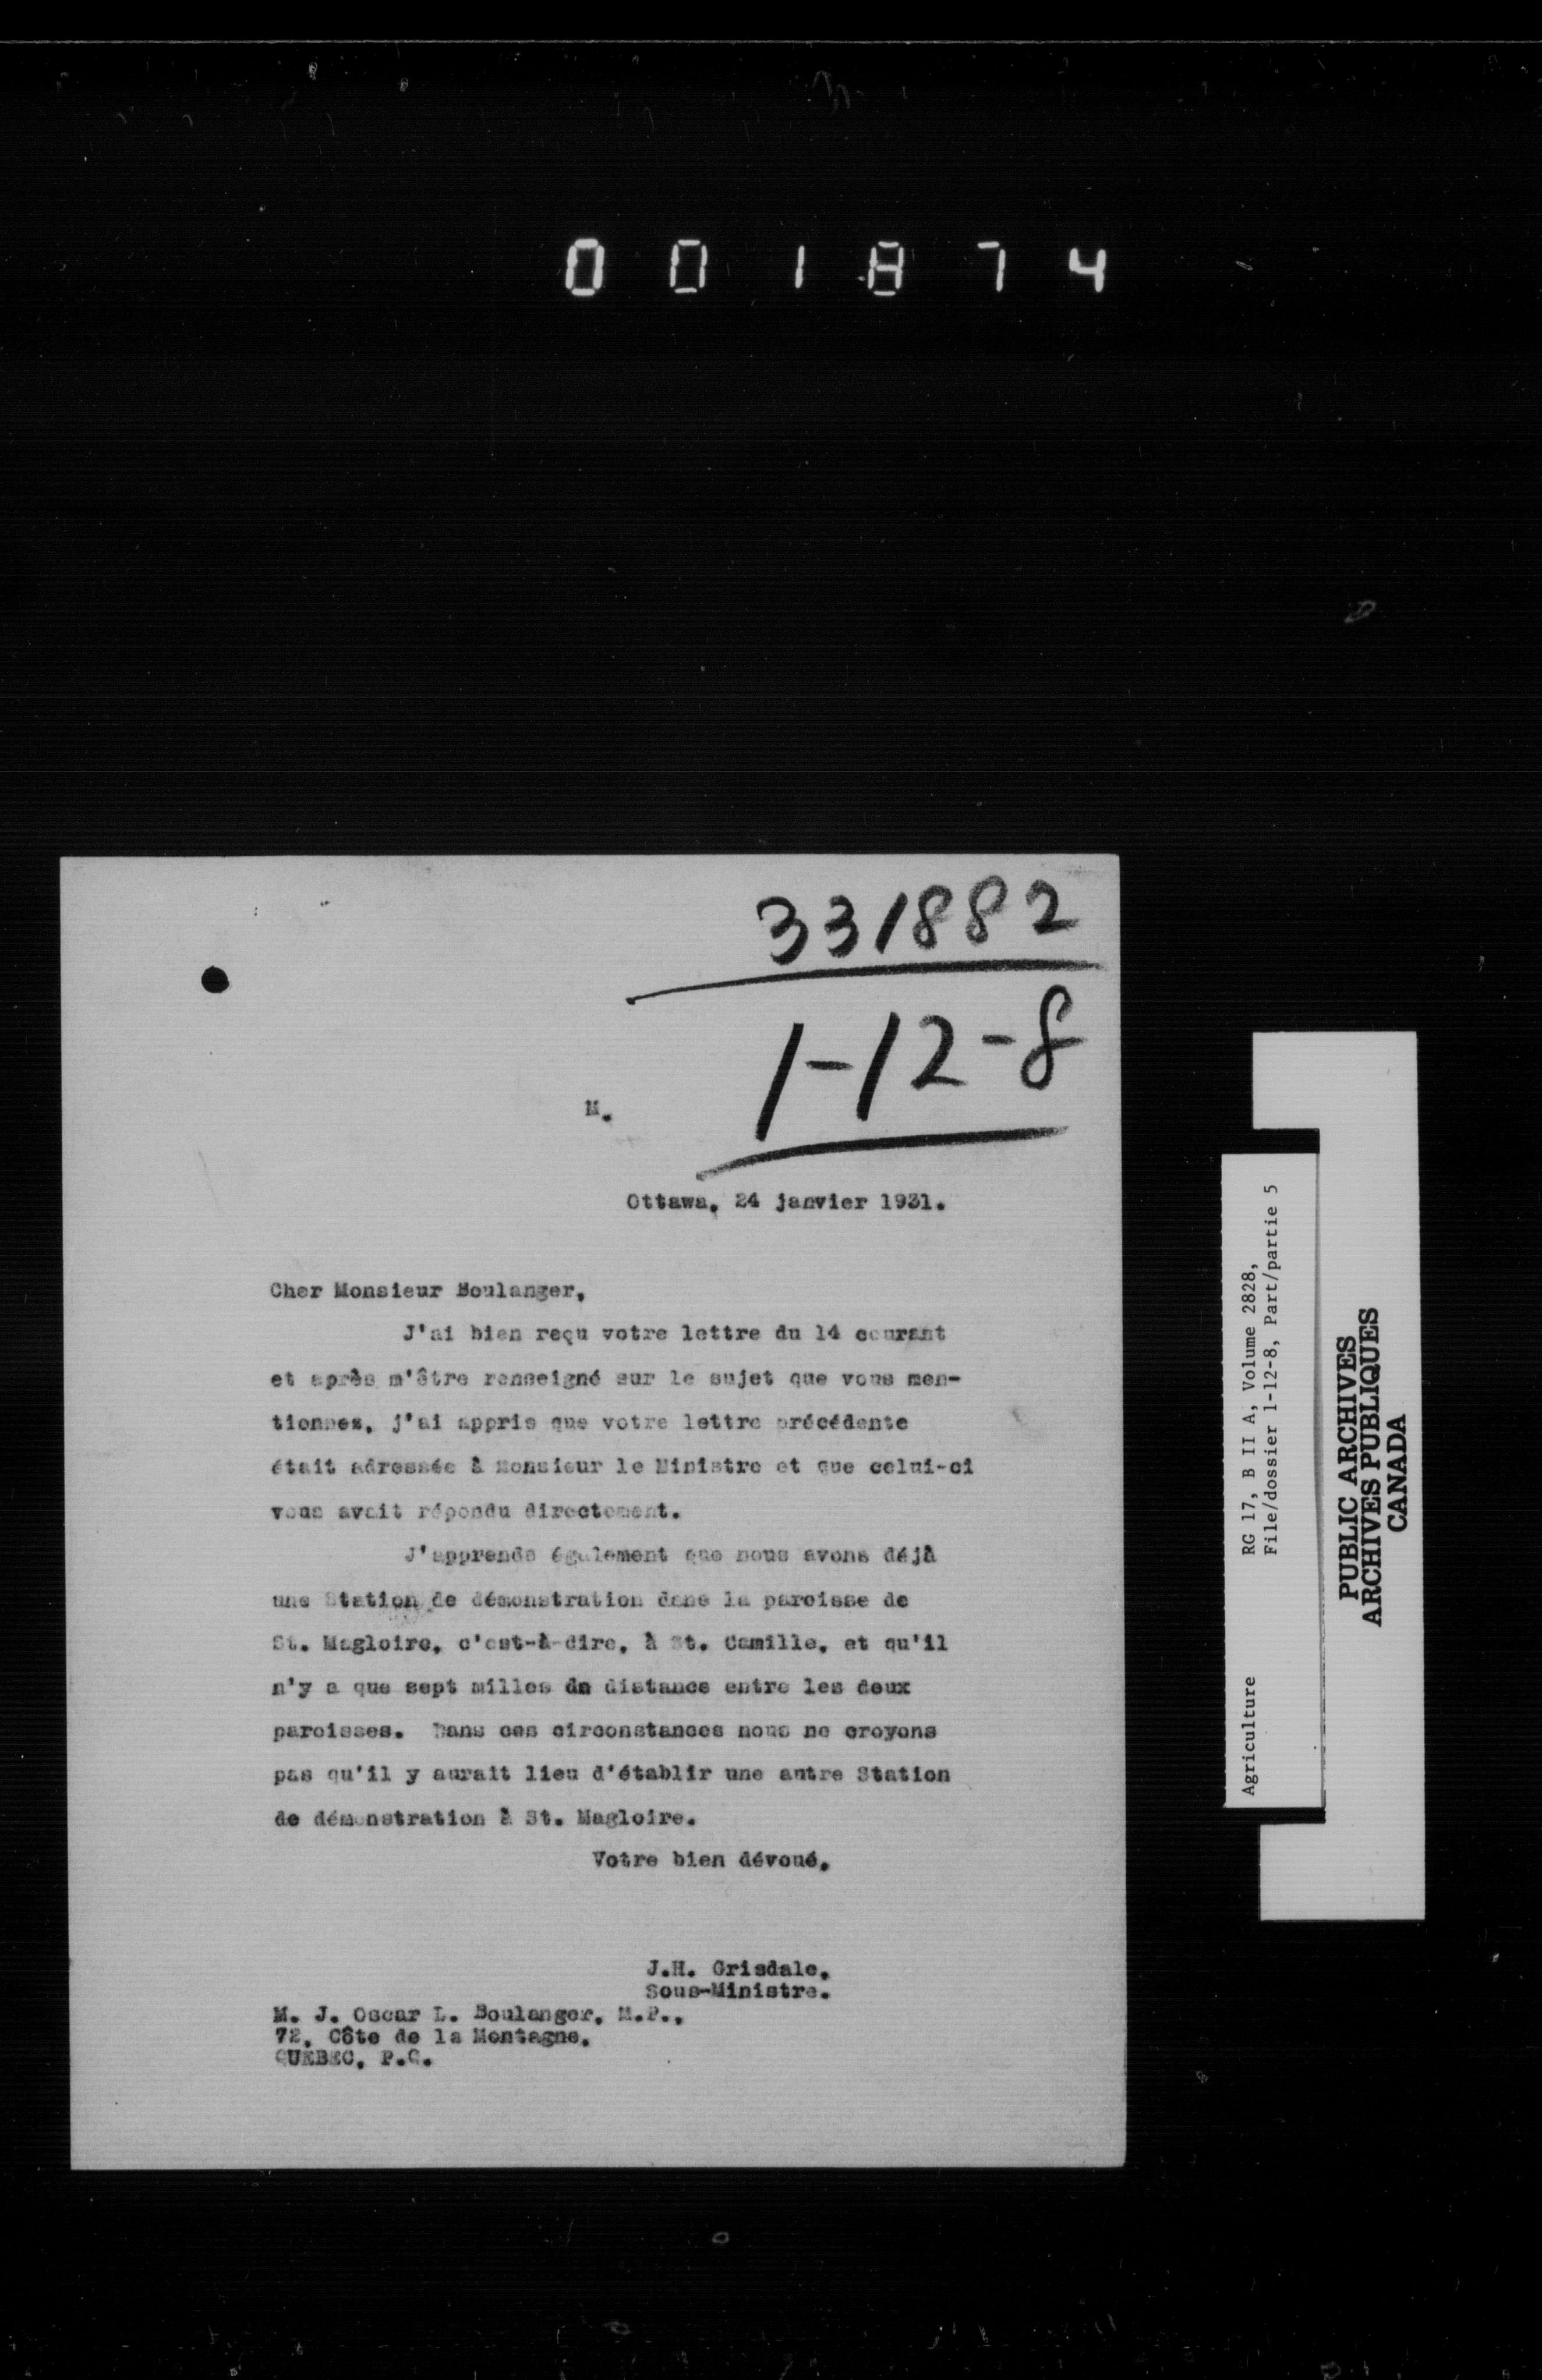 001874
331882
1-12-8
M.
Ottawa, 24 janvier 1931.
Cher Monsieur Boulanger,
J'ai bien reçu votre lettre du 14 courant
et après m'être renseigné sur le sujet que vous men-
tionnez, j'ai appris que votre lettre précédente
était adressée à Monsieur le Ministre et que celui-ci
vous avait répondu directement.
J'apprends également que nous avons déjà
une Station de démonstration dans la paroisse de
St. Magloire, c'est-à-dire, à St. Camille, et qu'il
n'y a que sept milles de distance entre les deux
paroisses. Dans ces circonstances nous ne croyons
pas qu'il y aurait lieu d'établir une autre Station
de démonstration à St. Magloire.
Votre bien dévoué,
J.H. Grisdale,
Sous-Ministre.
M. J. Oscar L. Boulanger, M.P.,
72, Côte de la Montagne,
QUEBEC, P.Q.
Agriculture RG 17, B II A, Volume 2828,
File/dossier 1-12-8, Part/partie 5
PUBLIC ARCHIVES
ARCHIVES PUBLIQUES
CANADA